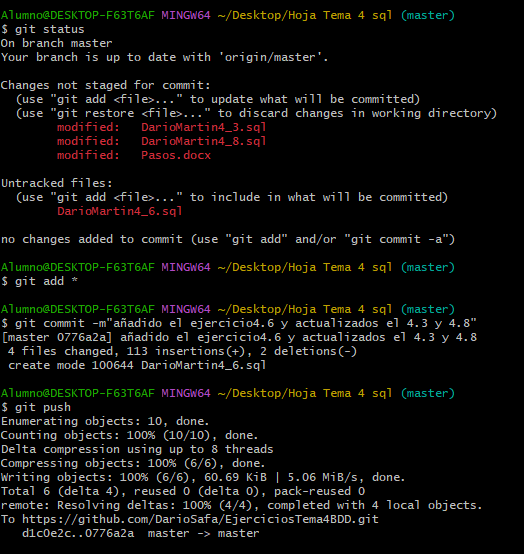 Alumno@DESKTOP-F63T6AF MINGW64 ~/Desktop/Hoja Tema 4 sql (master)
$ git status
On branch master
Your branch is up to date with 'origin/master'.
Changes not staged for commit:
  (use "git add <file>..." to update what will be committed)
  (use "git restore <file>..." to discard changes in working directory)
        modified:   DarioMartin4_3.sql
        modified:   DarioMartin4_8.sql
        modified:   Pasos.docx
Untracked files:
  (use "git add <file>..." to include in what will be committed)
        DarioMartin4_6.sql
no changes added to commit (use "git add" and/or "git commit -a")
Alumno@DESKTOP-F63T6AF MINGW64 ~/Desktop/Hoja Tema 4 sql (master)
$ git add *
Alumno@DESKTOP-F63T6AF MINGW64 ~/Desktop/Hoja Tema 4 sql (master)
$ git commit -m"añadido el ejercicio4.6 y actualizados el 4.3 y 4.8"
[master 0776a2a] añadido el ejercicio4.6 y actualizados el 4.3 y 4.8
 4 files changed, 113 insertions(+), 2 deletions(-)
 create mode 100644 DarioMartin4_6.sql
Alumno@DESKTOP-F63T6AF MINGW64 ~/Desktop/Hoja Tema 4 sql (master)
$ git push
Enumerating objects: 10, done.
Counting objects: 100% (10/10), done.
Delta compression using up to 8 threads
Compressing objects: 100% (6/6), done.
Writing objects: 100% (6/6), 60.69 KiB | 5.06 MiB/s, done.
Total 6 (delta 4), reused 0 (delta 0), pack-reused 0
remote: Resolving deltas: 100% (4/4), completed with 4 local objects.
To https://github.com/DarioSafa/EjerciciosTema4BDD.git
   d1c0e2c..0776a2a  master -> master